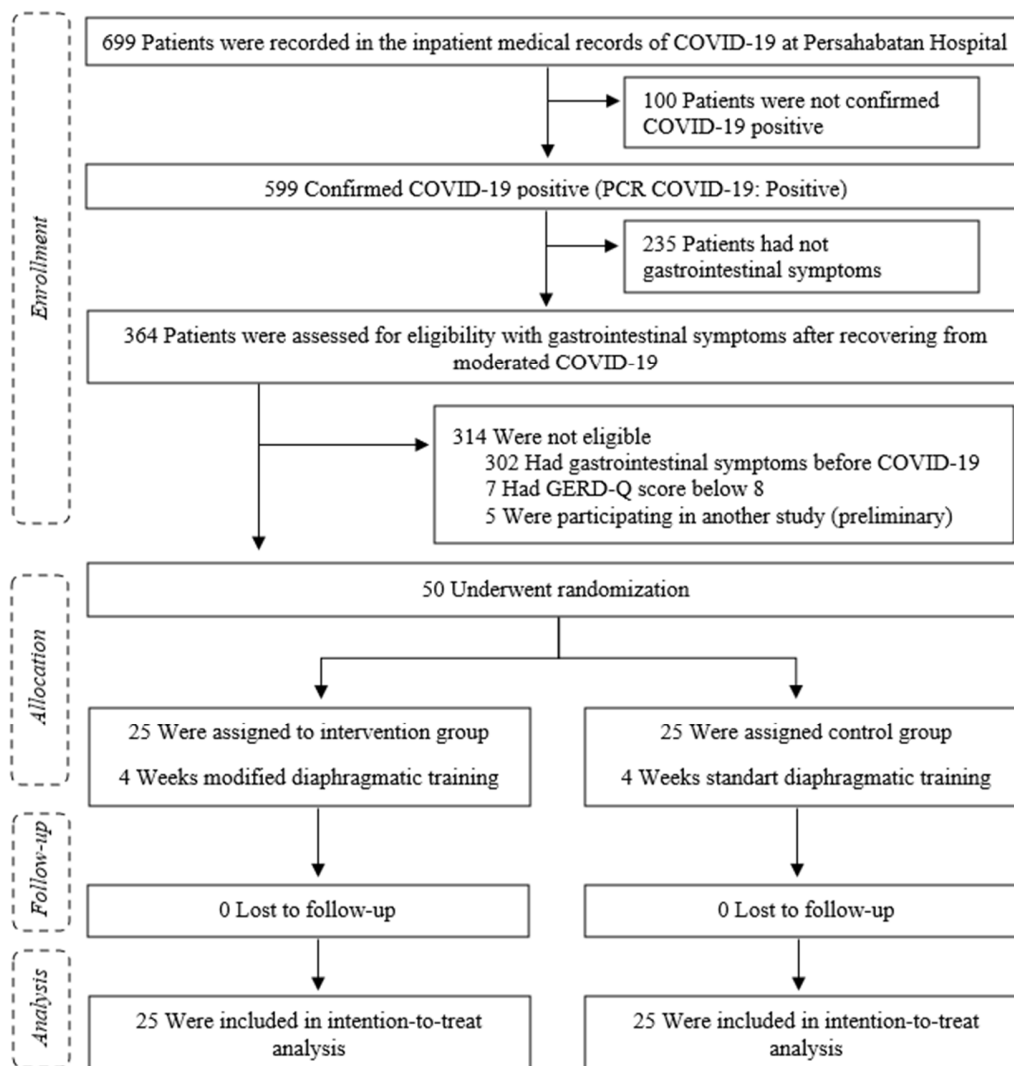 699 Patients were recorded in the inpatient medical records of COVID-19 at Persahabatan Hospital
100 Patients were not confirmed
COVID-19 positive
599 Confirmed COVID-19 positive (PCR COVID-19: Positive)
235 Patients had not
gastrointestinal symptoms
Enrollment
364 Patients were assessed for eligibility with gastrointestinal symptoms after recovering from
moderated COVID-19
314 Were not eligible
302 Had gastrointestinal symptoms before COVID-19
7 Had GERD-Q score below 8
5 Were participating in another study (preliminary)
50 Underwent randomization
Allocation
25 Were assigned to intervention group
4 Weeks modified diaphragmatic training
25 Were assigned control group
4 Weeks standart diaphragmatic training
Follow-up
0 Lost to follow-up
0 Lost to follow-up
Analysis
25 Were included in intention-to-treat
analysis
25 Were included in intention-to-treat
analysis